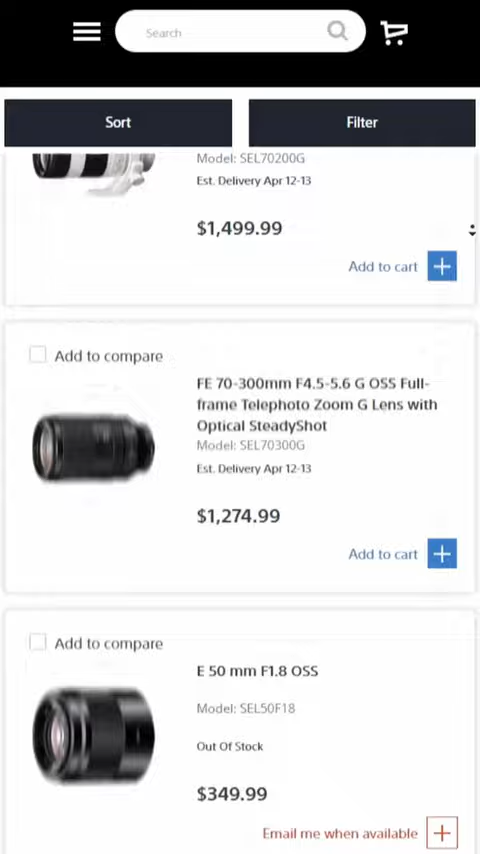 Search
Sort
Filter
Model: SEL70200G
Est. Delivery Apr 12-13
$1,499.99
Add to cart
Add to compare
FE 70-300mm F4.5-5.6 G OSS Full-
frame Telephoto Zoom G Lens with
Optical SteadyShot
Model: SEL70300G
Est. Delivery Apr 12-13
$1,274.99
Add to cart
Add to compare
E 50 mm F1.8 OSS
Model: SEL50F18
Out Of Stock
$349.99
Email me when available